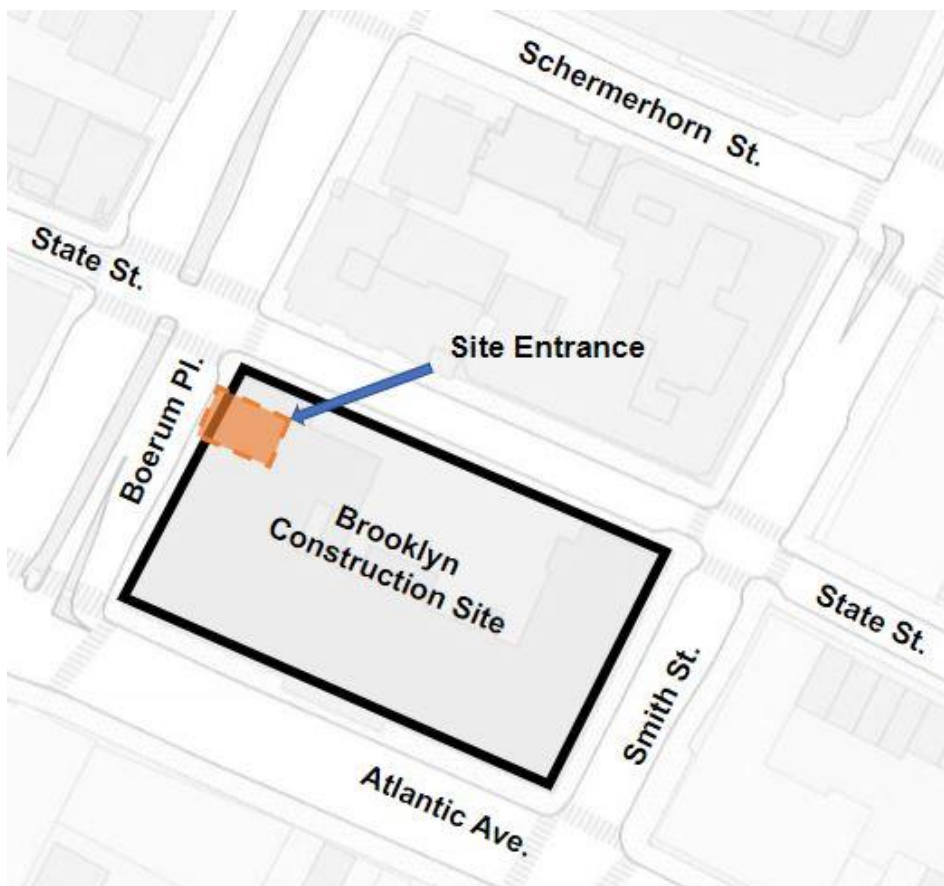 Schermerhorn St.
State St.
Site Entrance
Boerum Pl.
Brooklyn
Construction Site
State St.
Smith St.
Atlantic Ave.